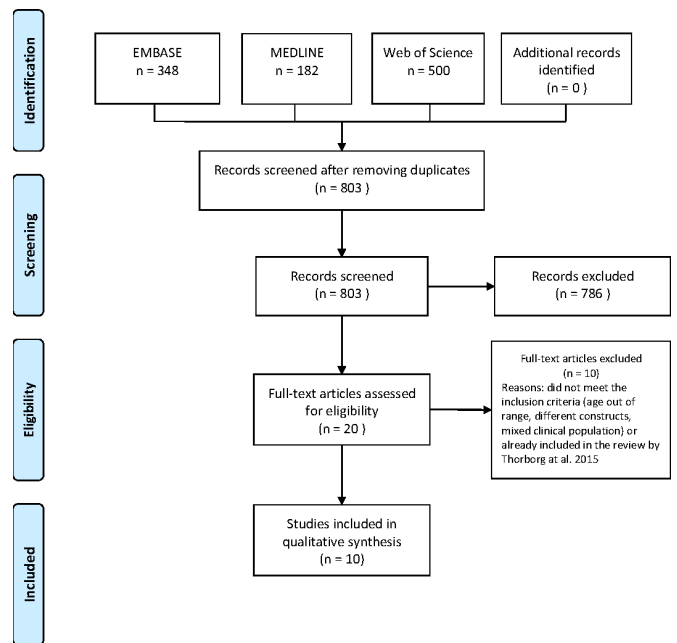 Identification
EMBASE
n = 348
MEDLINE
n = 182
Web of Science
n = 500
Additional records
identified
(n = 0 )
Records screened after removing duplicates
(n = 803 )
Screening
Records screened
(n = 803 )
Records excluded
(n = 786 )
Eligibility
Full-text articles assessed
for eligibility
(n = 20 )
Full-text articles excluded
(n = 10)
Reasons: did not meet the
inclusion criteria (age out of
range, different constructs,
mixed clinical population) or
already included in the review by
Thorborg at al. 2015
Included
Studies included in
qualitative synthesis
(n = 10)